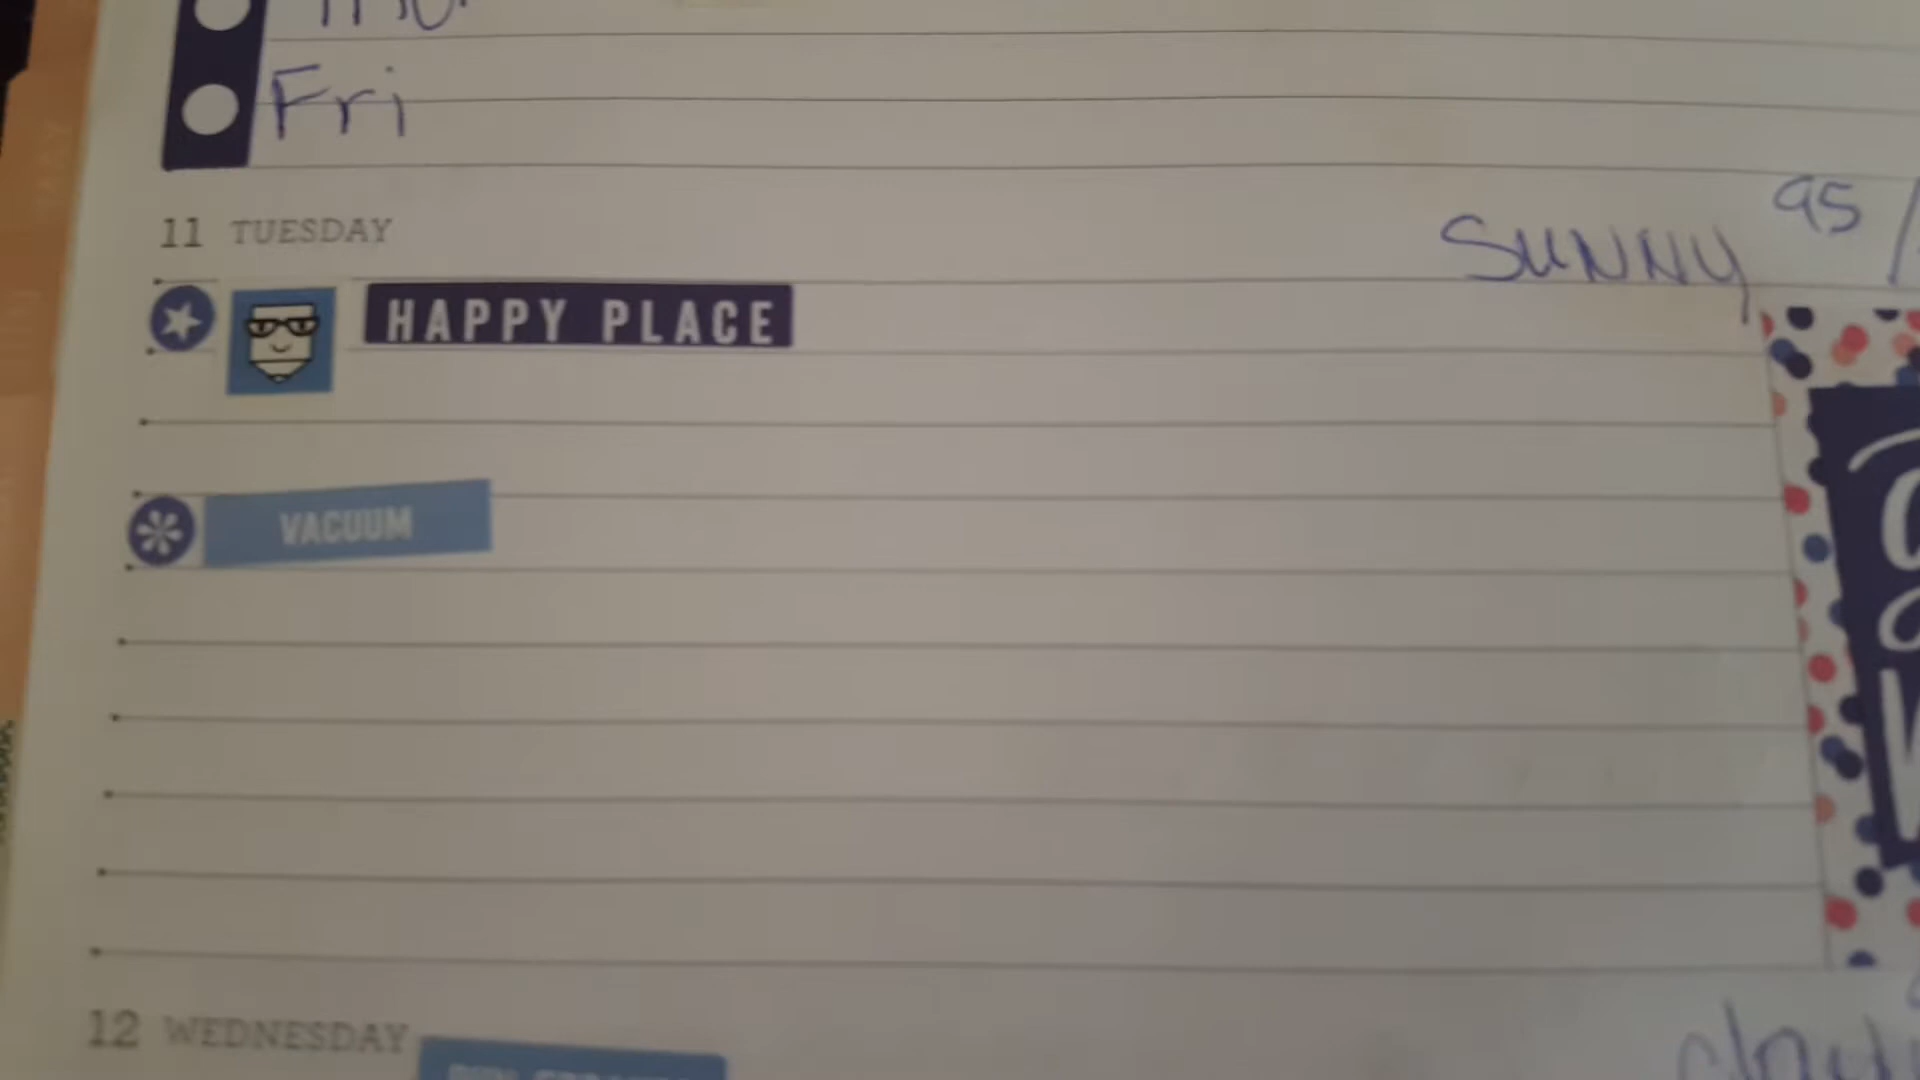 Fri
11 TUESDAY
SUNNY 95/
HAPPY PLACE
VACUUM
12 WEDNESDAY